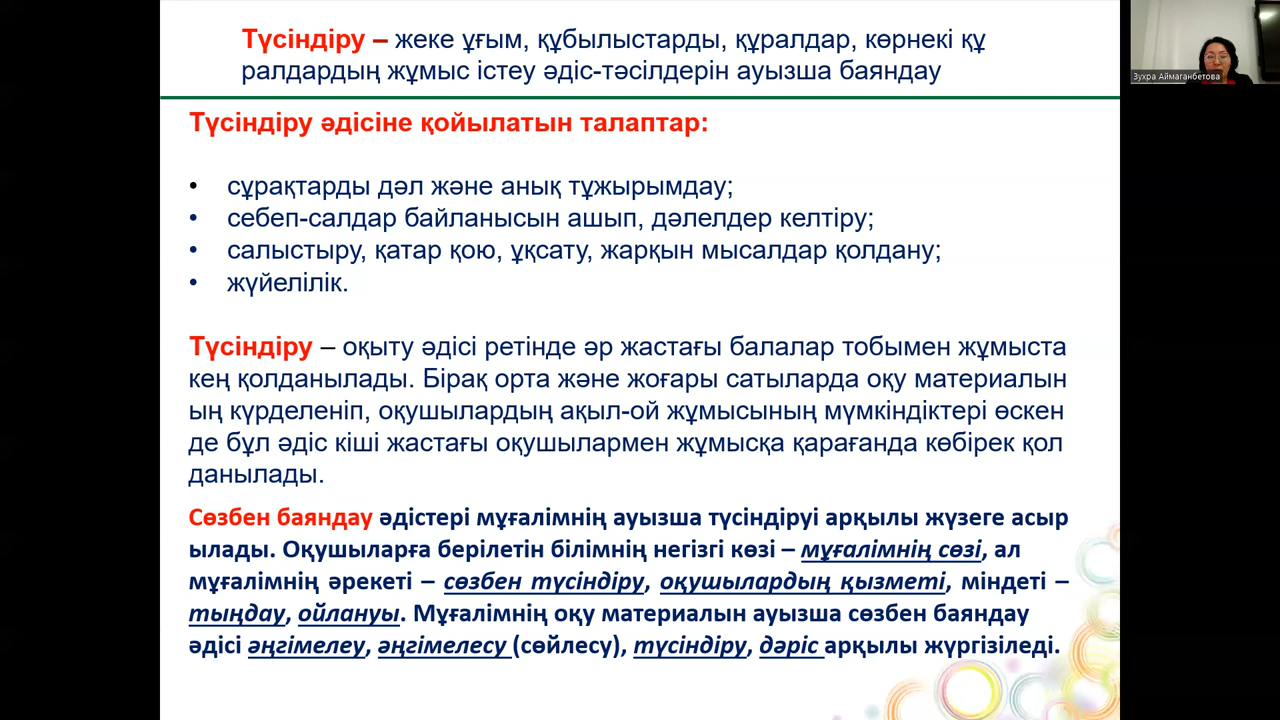 Түсіндіру – жеке ұғым, құбылыстарды, құралдар, көрнекі құ
ралдардың жұмыс істеу әдіс-тәсілдерін ауызша баяндау
Зухра Аймаганбетова
Түсіндіру әдісіне қойылатын талаптар:
• сұрақтарды дәл және анық тұжырымдау;
• себеп-салдар байланысын ашып, дәлелдер келтіру;
• салыстыру, қатар қою, ұқсату, жарқын мысалдар қолдану;
• жүйелілік.
Түсіндіру – оқыту әдісі ретінде әр жастағы балалар тобымен жұмыста
кең қолданылады. Бірақ орта және жоғары сатыларда оқу материалын
ың күрделеніп, оқушылардың ақыл-ой жұмысының мүмкіндіктері өскен
де бұл әдіс кіші жастағы оқушылармен жұмысқа қарағанда көбірек қол
данылады.
Сөзбен баяндау әдістері мұғалімнің ауызша түсіндіруі арқылы жүзеге асыр
ылады. Оқушыларға берілетін білімнің негізгі көзі – мұғалімнің сөзі, ал
мұғалімнің әрекеті – сөзбен түсіндіру, оқушылардың қызметі, міндеті –
тыңдау, ойлануы. Мұғалімнің оқу материалын ауызша сөзбен баяндау
әдісі әңгімелеу, әңгімелесу (сөйлесу), түсіндіру, дәріс арқылы жүргізіледі.